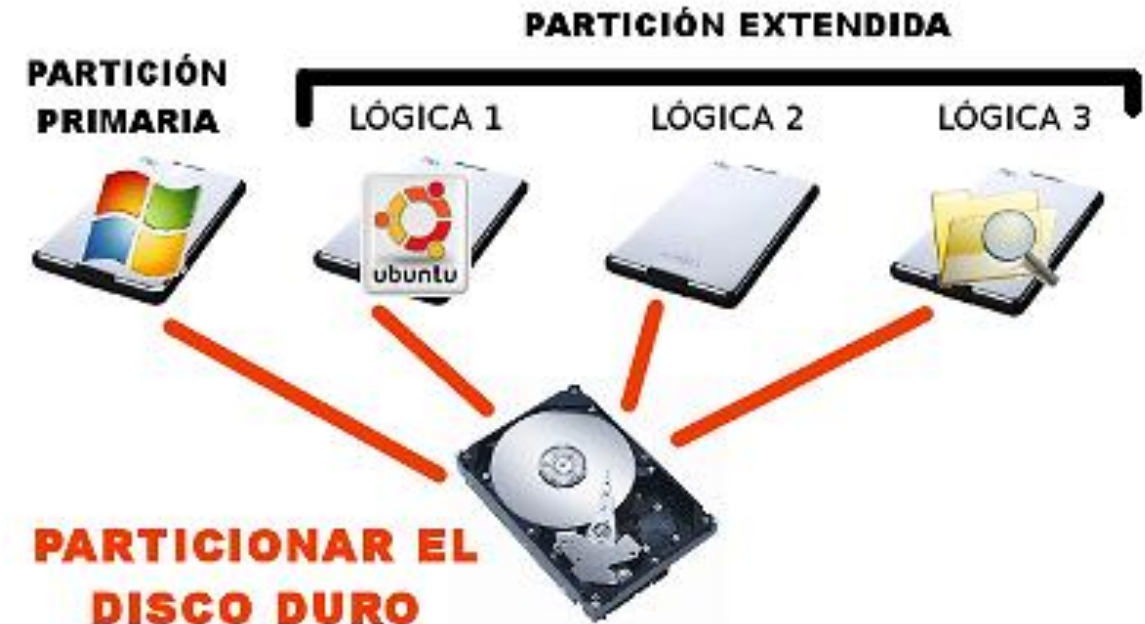 PARTICIÓN EXTENDIDA
PARTICIÓN
PRIMARIA
LÓGICA 1
LÓGICA 2
LÓGICA 3
ubuntu
PARTICIONAR EL
DISCO DURO